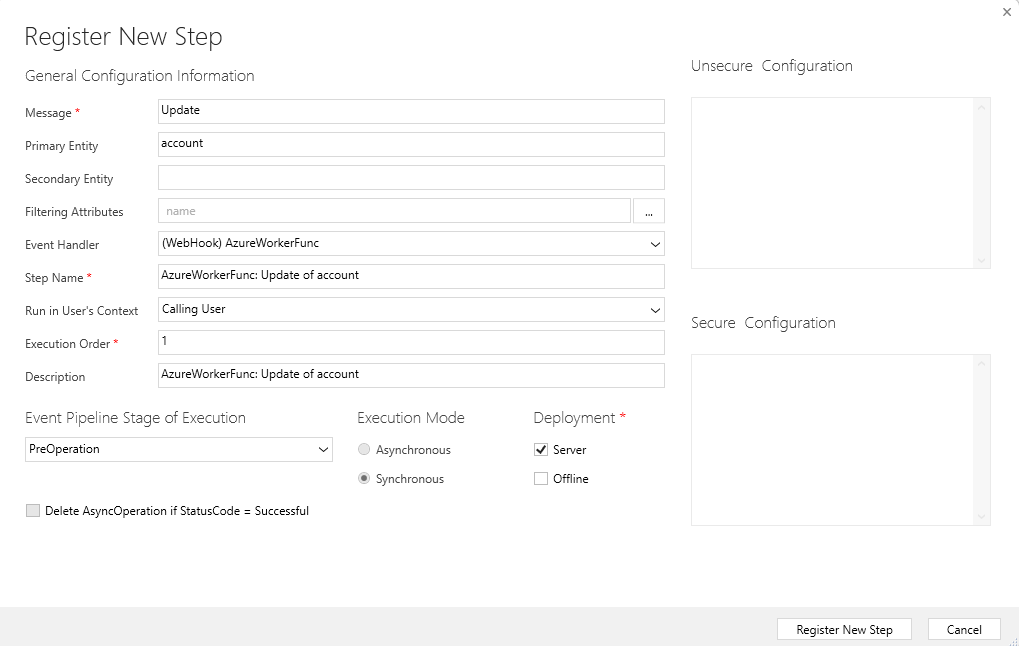 Register New Step
General Configuration Information
Message *
Update
Primary Entity
account
Secondary Entity
Filtering Attributes
name
...
Event Handler
(WebHook) AzureWorkerFunc
Step Name *
AzureWorkerFunc: Update of account
Run in User's Context
Calling User
Execution Order *
1
Description
AzureWorkerFunc: Update of account
Event Pipeline Stage of Execution
PreOperation
Execution Mode
Asynchronous
Synchronous
Deployment *
Server
Offline
Delete AsyncOperation if StatusCode = Successful
Unsecure Configuration
Secure Configuration
Register New Step
Cancel